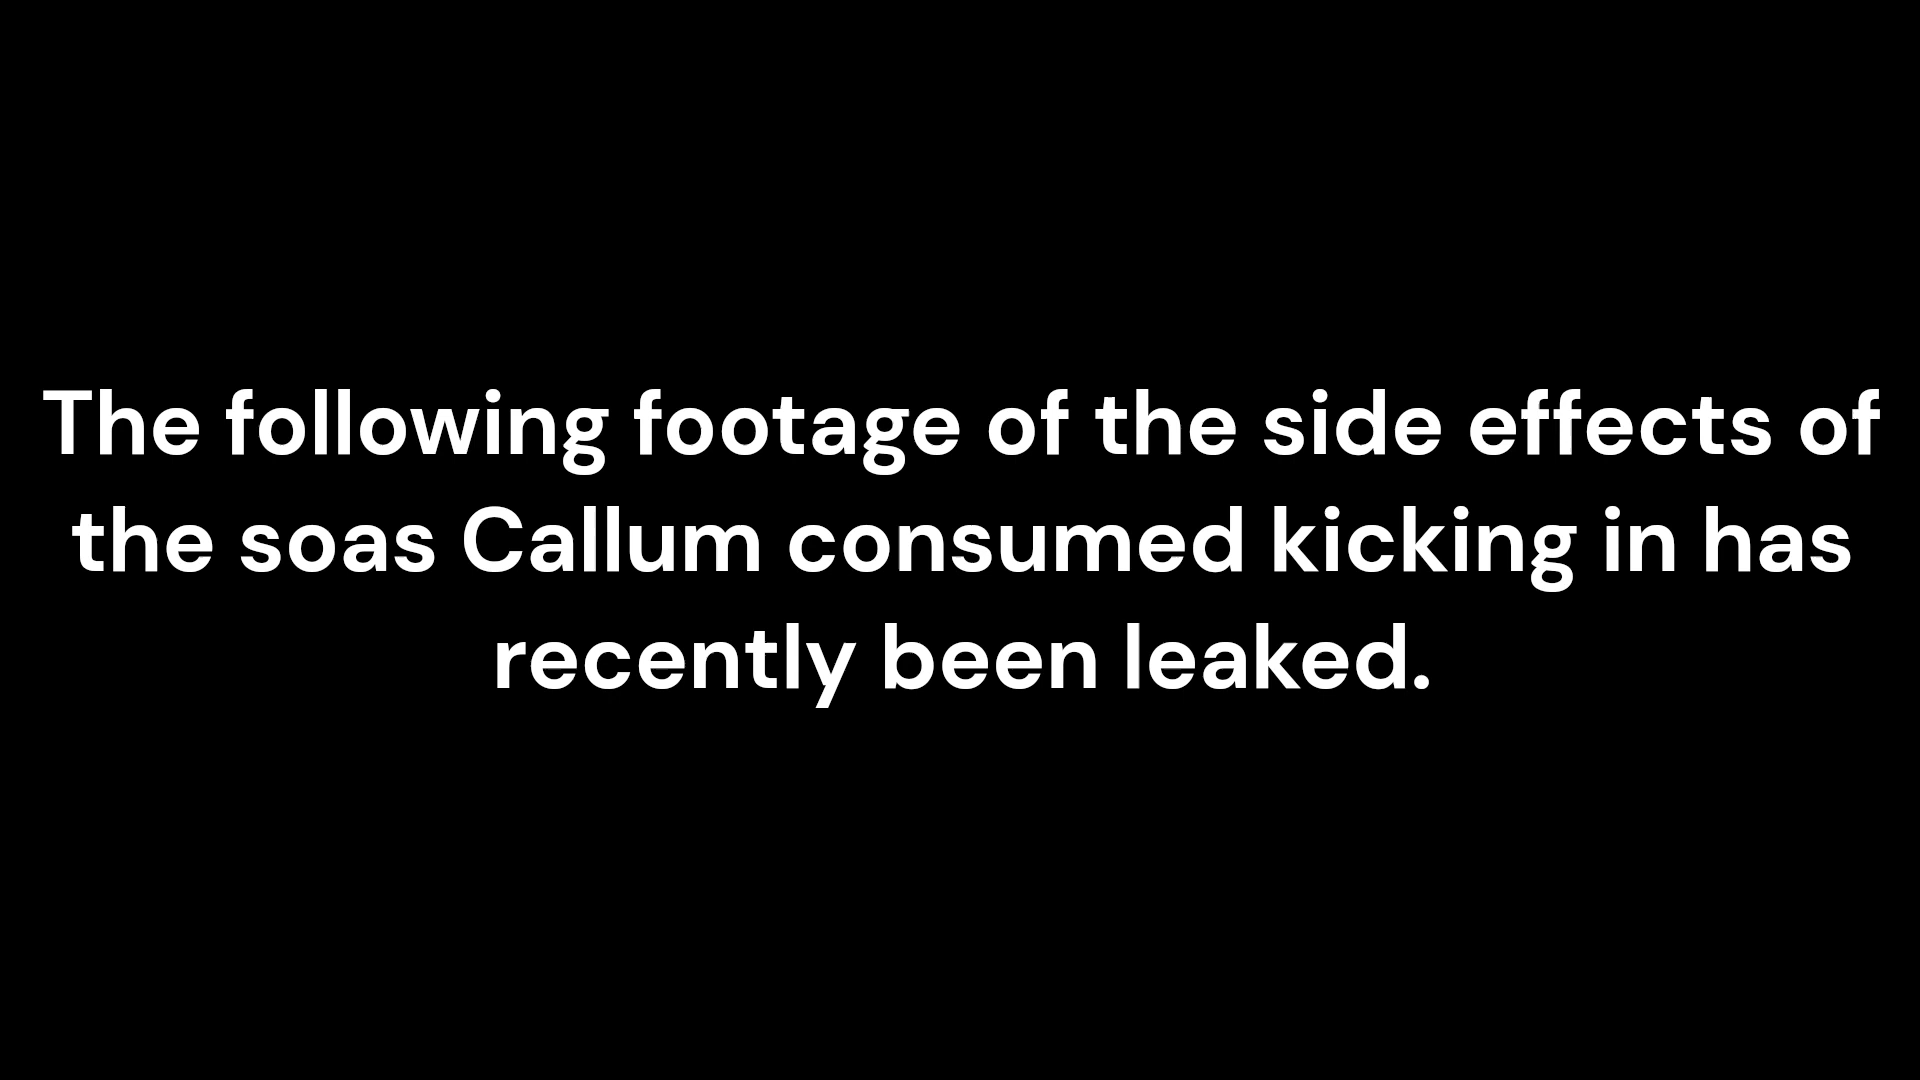 The following footage of the side effects of
the soas Callum consumed kicking in has
recently been leaked.